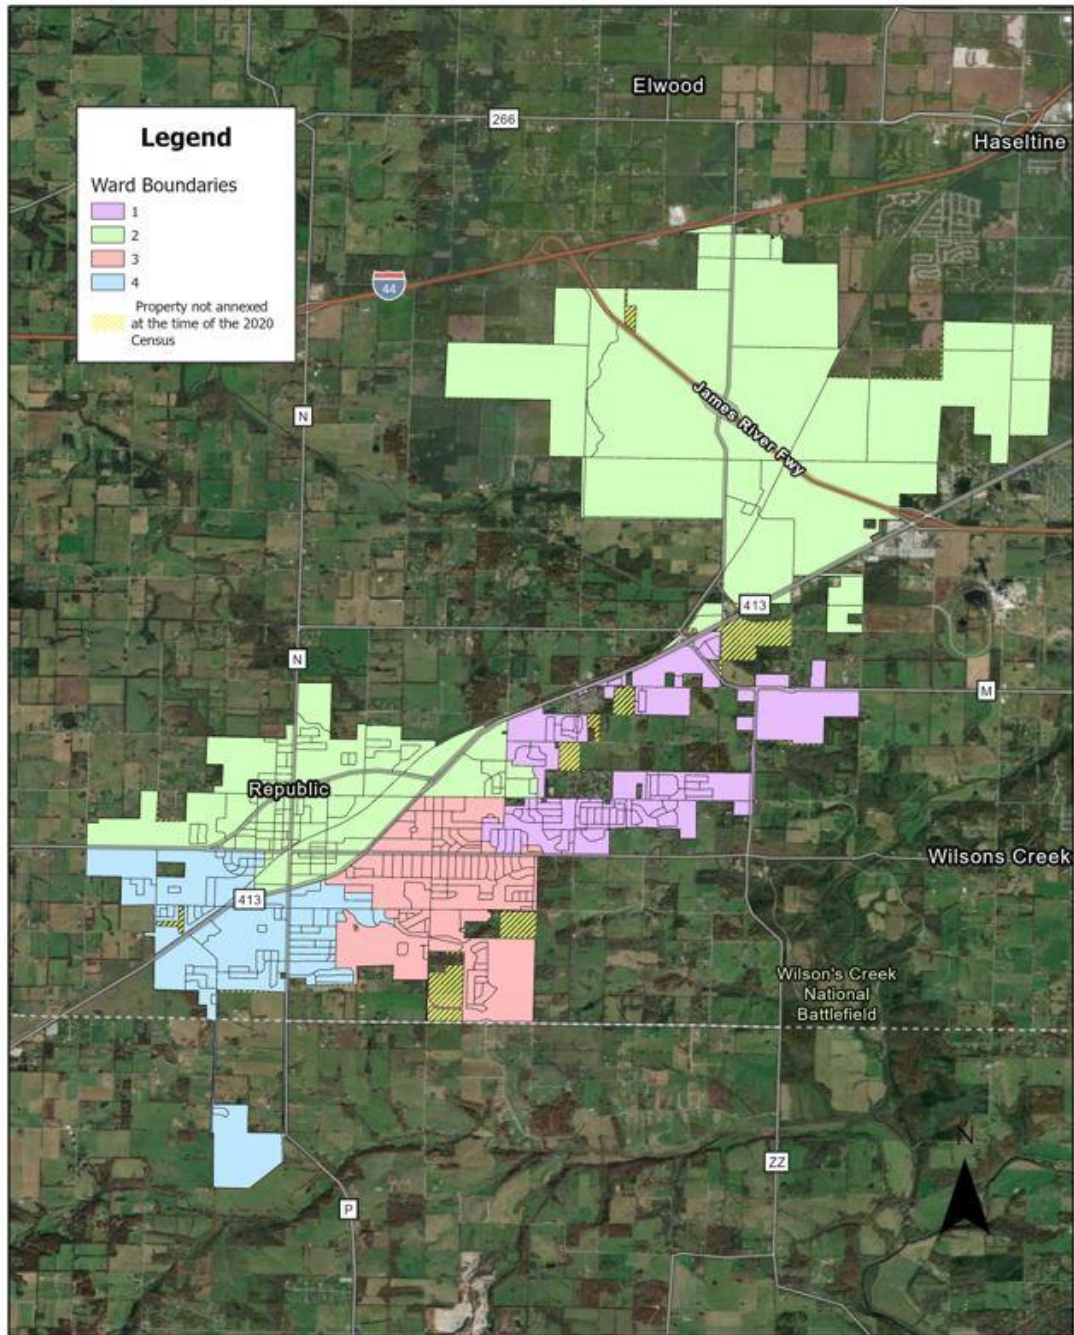 Elwood
266
Haseltine
Legend
Ward Boundaries
1
2
3
4
Property not annexed
at the time of the 2020
Census
44
N
James River Fwy
413
N
M
Republic
Wilsons Creek
413
Wilson's Creek
National
Battlefield
N
ZZ
P